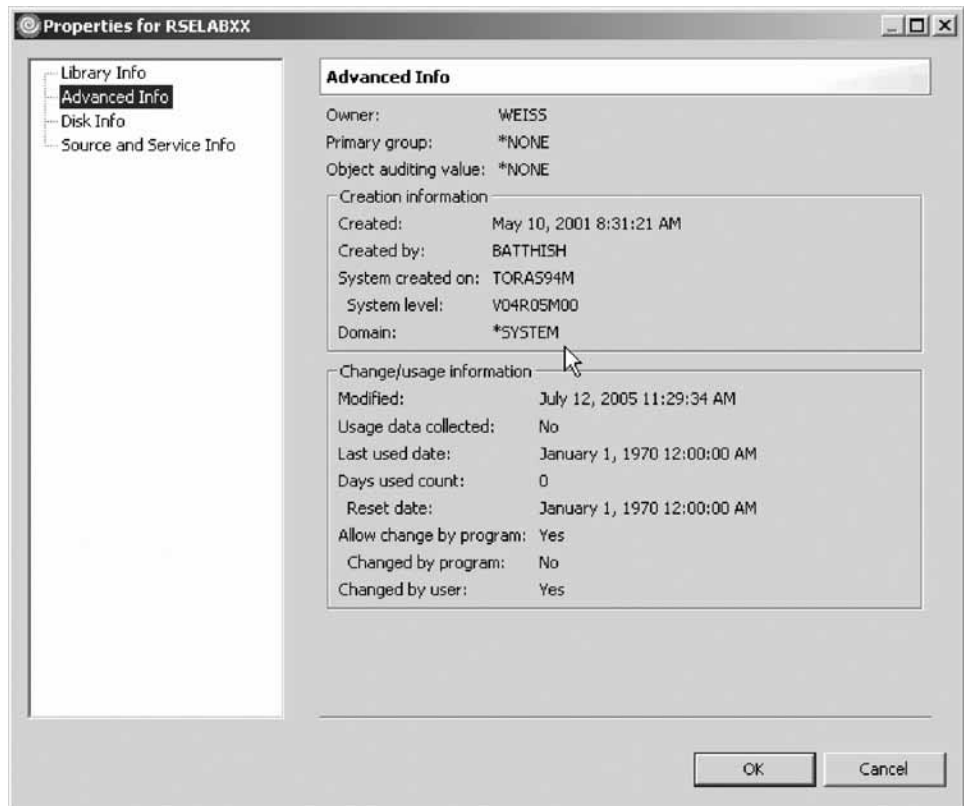 Properties for RSELABXX
Library Info
Advanced Info
Disk Info
Source and Service Info
Advanced Info
Owner: WEISS
Primary group: *NONE
Object auditing value: *NONE
Creation information
Created: May 10, 2001 8:31:21 AM
Created by: BATTHISH
System created on: TORAS94M
System level: V04R05M00
Domain: *SYSTEM
Change/usage information
Modified: July 12, 2005 11:29:34 AM
Usage data collected: No
Last used date: January 1, 1970 12:00:00 AM
Days used count: 0
Reset date: January 1, 1970 12:00:00 AM
Allow change by program: Yes
Changed by program: No
Changed by user: Yes
OK Cancel